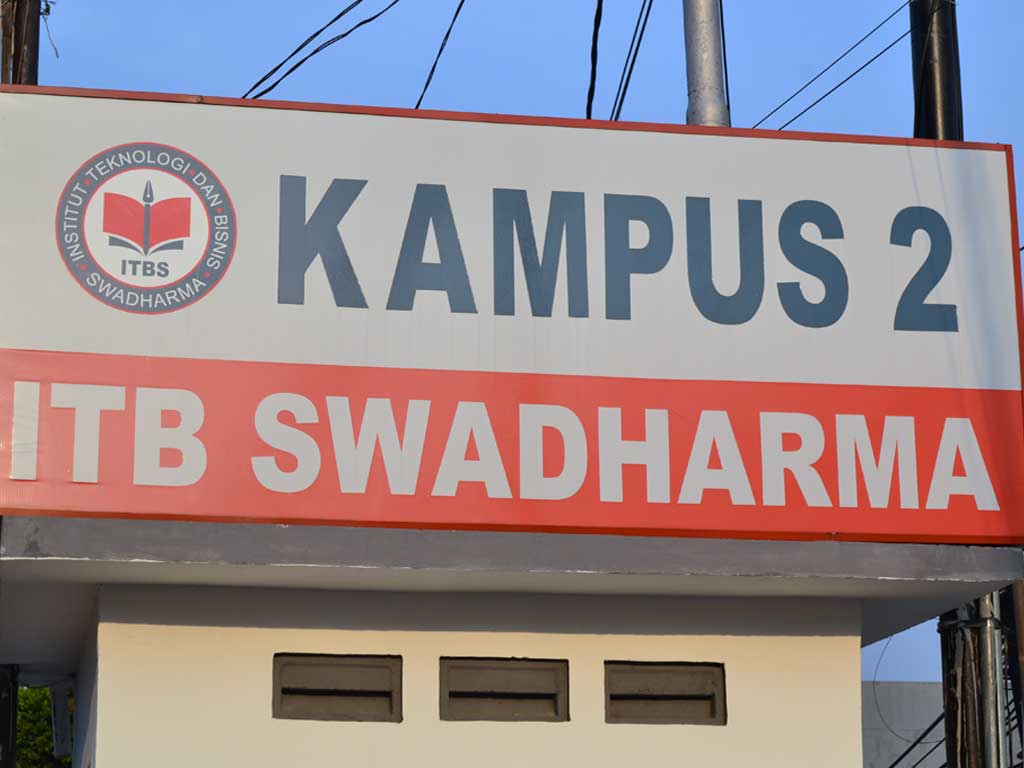 INSTITUT TEKNOLOGI DAN BISNIS
SWADHARMA
ITBS
KAMPUS 2
ITB SWADHARMA